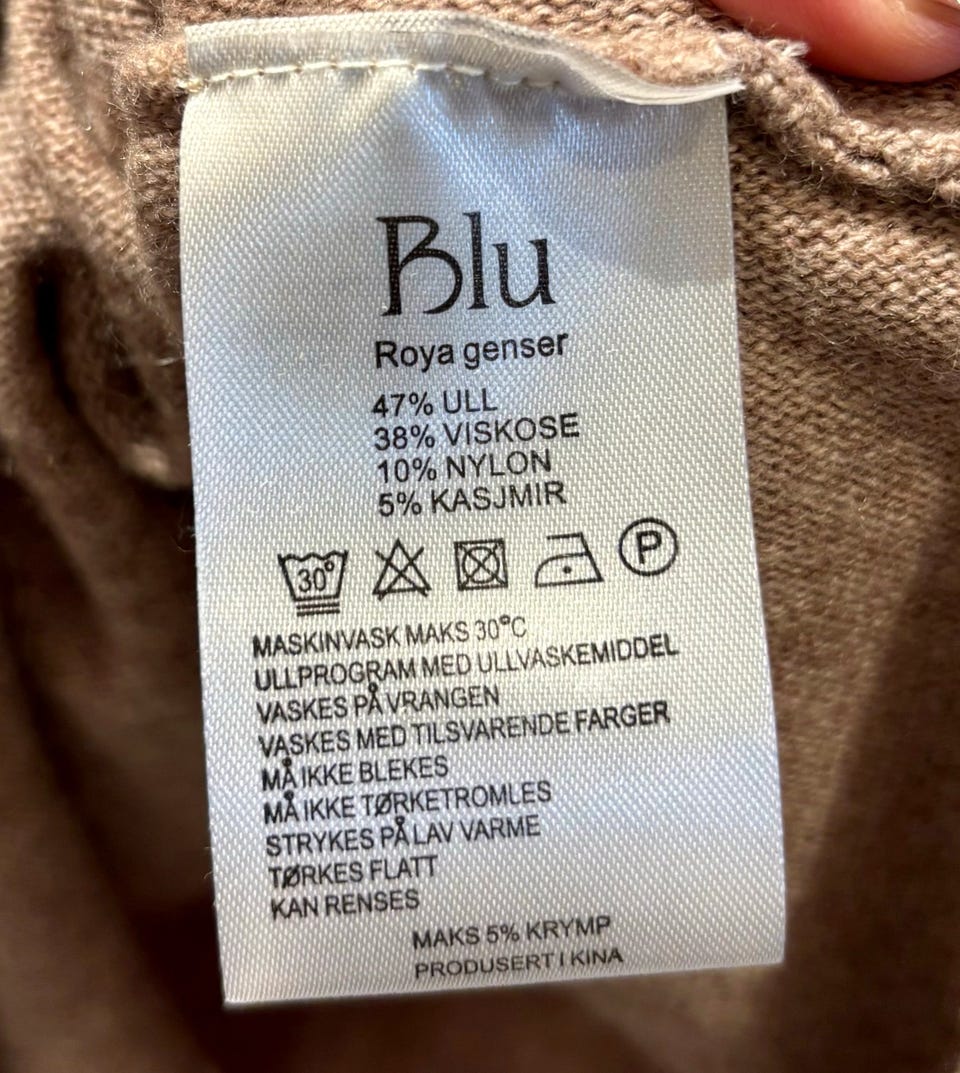 Blu
Roya genser
47% ULL
38% VISKOSE
10% NYLON
5% KASJMIR
30° P
MASKINVASK MAKS 30°C
ULLPROGRAM MED ULLVASKEMIDDEL
VASKES PÅ VRANGEN
VASKES MED TILSVARENDE FARGER
MÅ IKKE BLEKES
MÅ IKKE TØRKETROMLES
STRYKES PÅ LAV VARME
TØRKES FLATT
KAN RENSES
MAKS 5% KRYMP
PRODUSERT I KINA